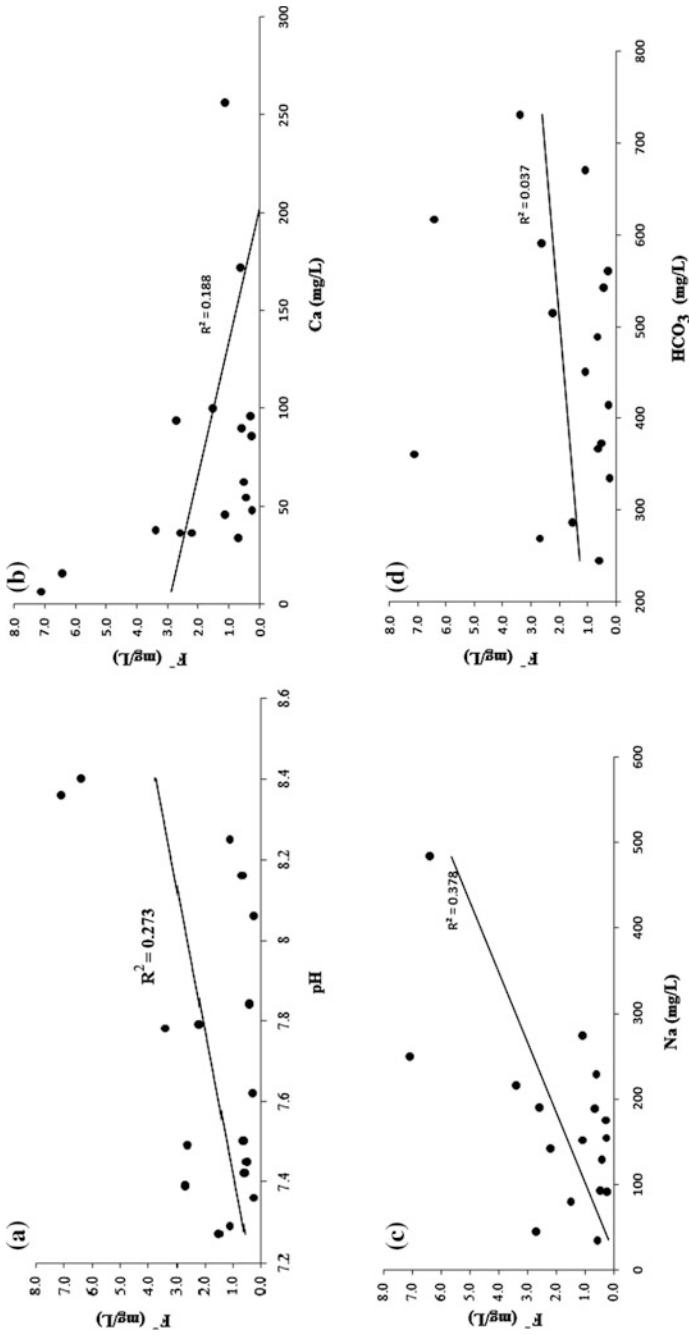 (a)
8.0
7.0
6.0
5.0
4.0
3.0
2.0
1.0
0.0
F⁻ (mg/L)
R² = 0.273
7.2 7.4 7.6 7.8 8 8.2 8.4 8.6
pH
(b)
8.0
7.0
6.0
5.0
4.0
3.0
2.0
1.0
0.0
F⁻ (mg/L)
R² = 0.188
0 50 100 150 200 250 300
Ca (mg/L)
(c)
8.0
7.0
6.0
5.0
4.0
3.0
2.0
1.0
0.0
F⁻ (mg/L)
R² = 0.378
0 100 200 300 400 500 600
Na (mg/L)
(d)
8.0
7.0
6.0
5.0
4.0
3.0
2.0
1.0
0.0
F⁻ (mg/L)
R² = 0.037
200 300 400 500 600 700 800
HCO₃ (mg/L)